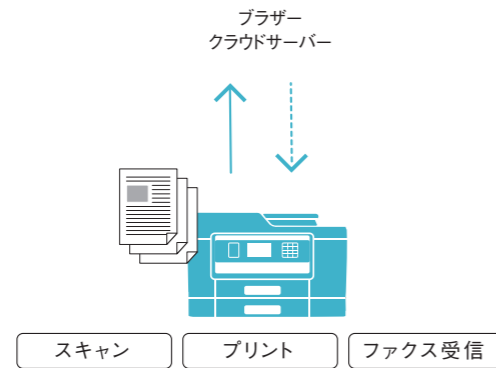 ブラザー
クラウドサーバー
スキャン
プリント
ファクス受信